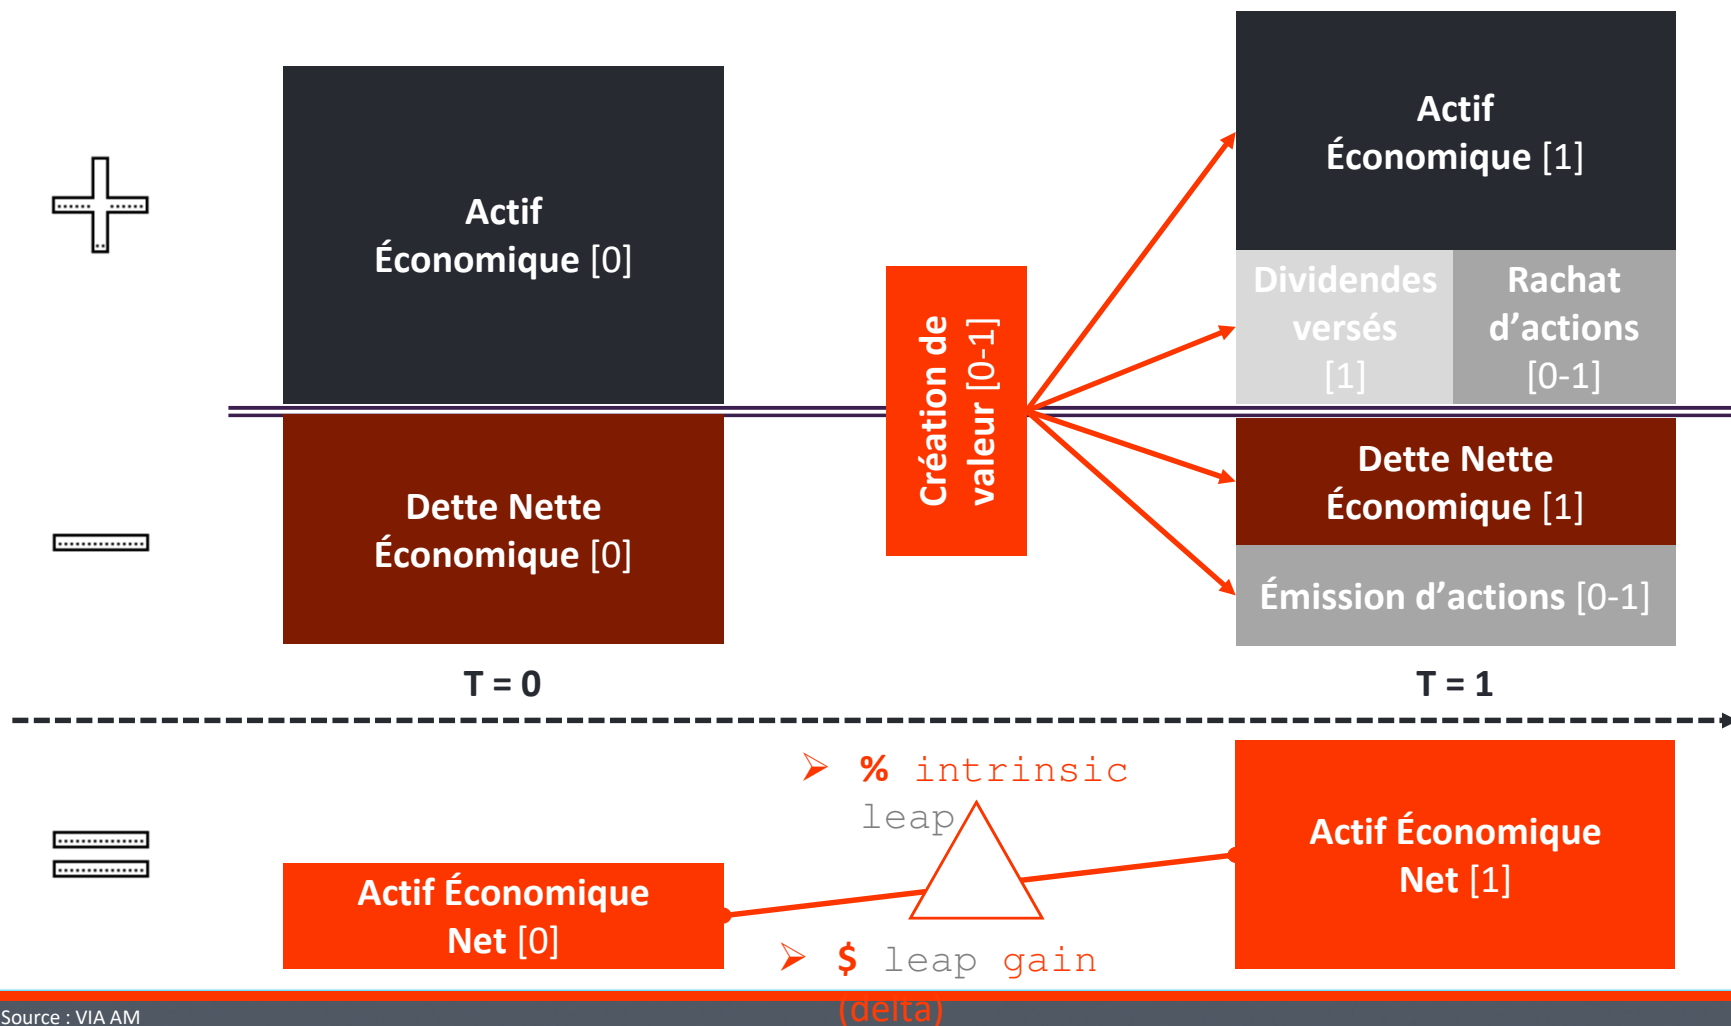 Actif
Économique [0]
Dette Nette
Économique [0]
Création de
valeur [0-1]
Actif
Économique [1]
Dividendes
versés
[1]
Rachat
d’actions
[0-1]
Dette Nette
Économique [1]
Émission d’actions [0-1]
T = 0
T = 1
% intrinsic
leap
Actif Économique
Net [0]
Actif Économique
Net [1]
$ leap gain
(delta)
Source : VIA AM